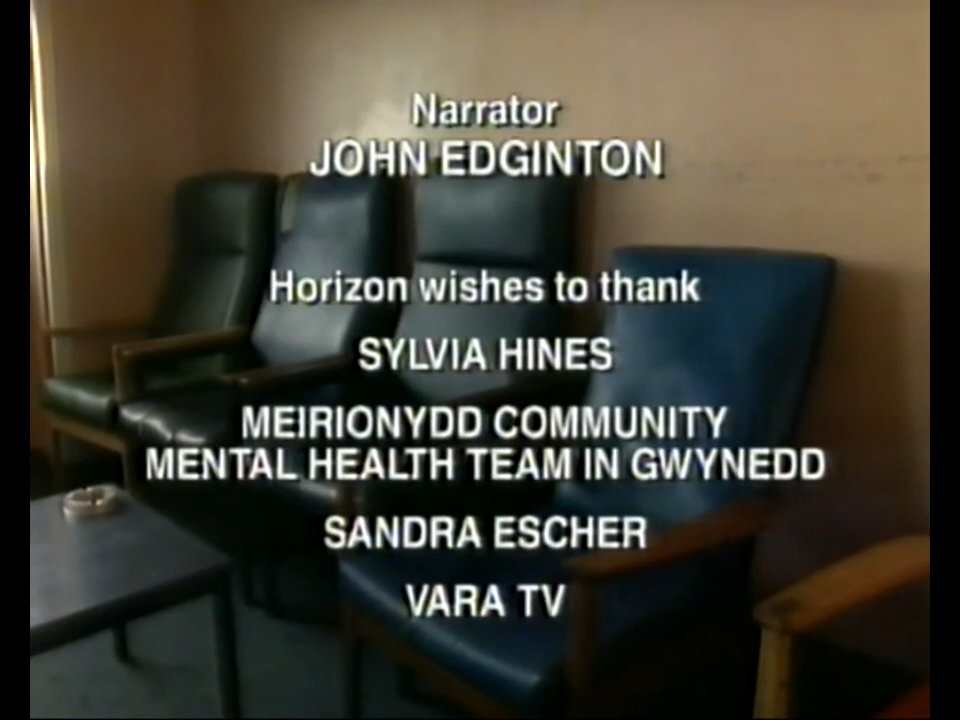 Narrator
JOHN EDGINTON
Horizon wishes to thank
SYLVIA HINES
MEIRIONYDD COMMUNITY
MENTAL HEALTH TEAM IN GWYNEDD
SANDRA ESCHER
VARA TV